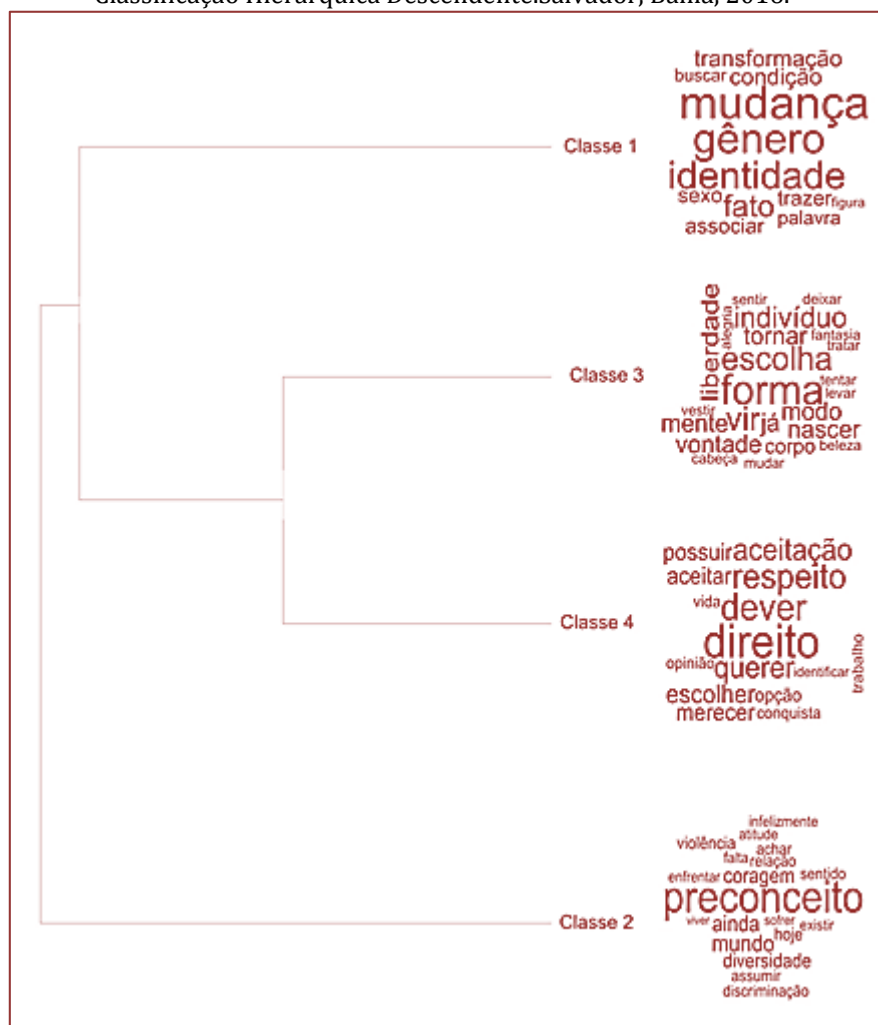 Classificação Hierárquica Descendente.Salvador, Bahia, 2018.
transformação
buscar condição
mudança
gênero
identidade
sexo fato trazer figura
associar palavra
Classe 1
sentir deixar
liberdade alegria indivíduo
tornar fantasia
tratar
escolha
forma tentar
levar
vestir modo
mente vir já nascer
vontade corpo beleza
cabeça mudar
Classe 3
possuir aceitação
aceitar respeito
vida dever
direito
opinião querer identificar trabalho
escolher opção
merecer conquista
Classe 4
infelizmente
atitude
violência achar
falta relação
enfrentar coragem sentido
preconceito
viver ainda sofrer existir
hoje
mundo
diversidade
assumir
discriminação
Classe 2